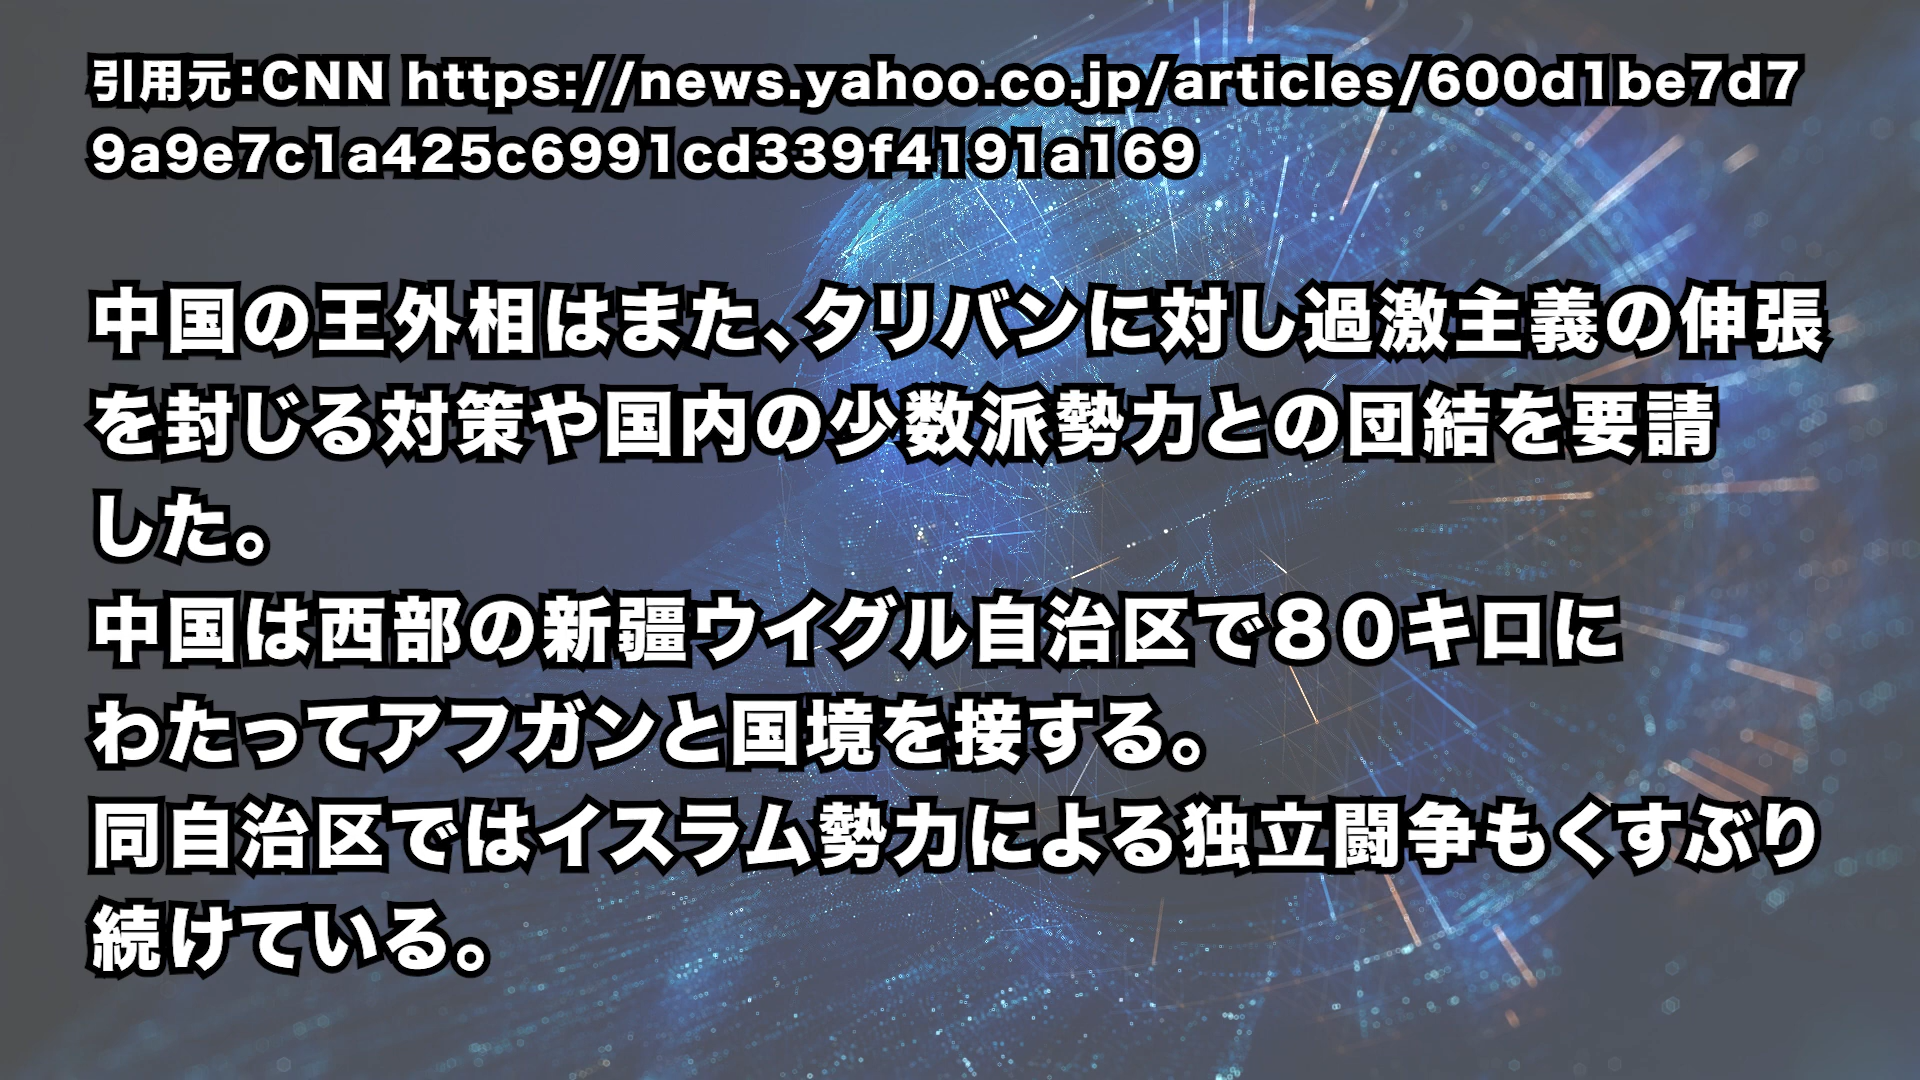 引用元：CNN https://news.yahoo.co.jp/articles/600d1be7d7
9a9e7c1a425c6991cd339f4191a169
中国の王外相はまた、タリバンに対し過激主義の伸張
を封じる対策や国内の少数派勢力との団結を要請
した。
中国は西部の新疆ウイグル自治区で８０キロに
わたってアフガンと国境を接する。
同自治区ではイスラム勢力による独立闘争もくすぶり
続けている。